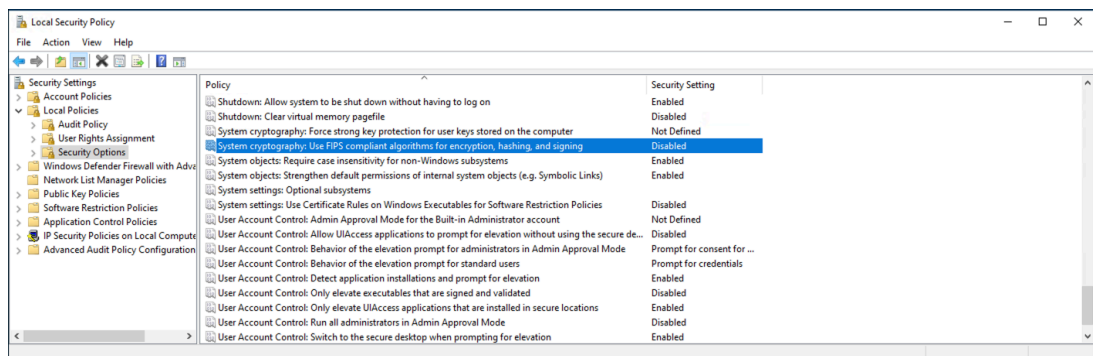 Local Security Policy
File Action View Help
Security Settings
Account Policies
Local Policies
Audit Policy
User Rights Assignment
Security Options
Windows Defender Firewall with Adva
Network List Manager Policies
Public Key Policies
Software Restriction Policies
Application Control Policies
IP Security Policies on Local Compute
Advanced Audit Policy Configuration
Policy Security Setting
Shutdown: Allow system to be shut down without having to log on Enabled
Shutdown: Clear virtual memory pagefile Disabled
System cryptography: Force strong key protection for user keys stored on the computer Not Defined
System cryptography: Use FIPS compliant algorithms for encryption, hashing, and signing Disabled
System objects: Require case insensitivity for non-Windows subsystems Enabled
System objects: Strengthen default permissions of internal system objects (e.g. Symbolic Links) Enabled
System settings: Optional subsystems
System settings: Use Certificate Rules on Windows Executables for Software Restriction Policies Disabled
User Account Control: Admin Approval Mode for the Built-in Administrator account Not Defined
User Account Control: Allow UIAccess applications to prompt for elevation without using the secure de... Disabled
User Account Control: Behavior of the elevation prompt for administrators in Admin Approval Mode Prompt for consent for ...
User Account Control: Behavior of the elevation prompt for standard users Prompt for credentials
User Account Control: Detect application installations and prompt for elevation Enabled
User Account Control: Only elevate executables that are signed and validated Disabled
User Account Control: Only elevate UIAccess applications that are installed in secure locations Enabled
User Account Control: Run all administrators in Admin Approval Mode Disabled
User Account Control: Switch to the secure desktop when prompting for elevation Enabled